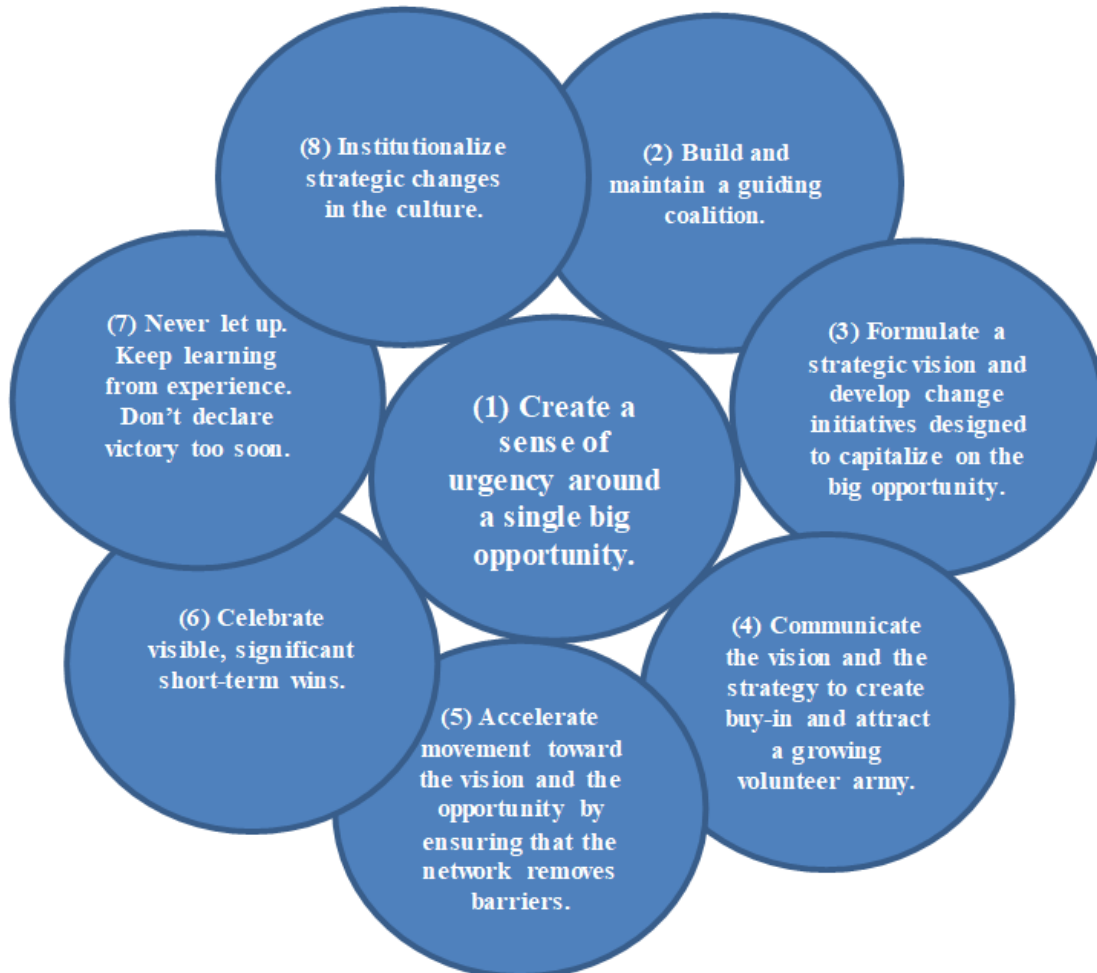 (1) Create a
sense of
urgency around
a single big
opportunity.
(2) Build and
maintain a guiding
coalition.
(3) Formulate a
strategic vision and
develop change
initiatives designed
to capitalize on the
big opportunity.
(4) Communicate
the vision and the
strategy to create
buy-in and attract
a growing
volunteer army.
(5) Accelerate
movement toward
the vision and the
opportunity by
ensuring that the
network removes
barriers.
(6) Celebrate
visible, significant
short-term wins.
(7) Never let up.
Keep learning
from experience.
Don’t declare
victory too soon.
(8) Institutionalize
strategic changes
in the culture.